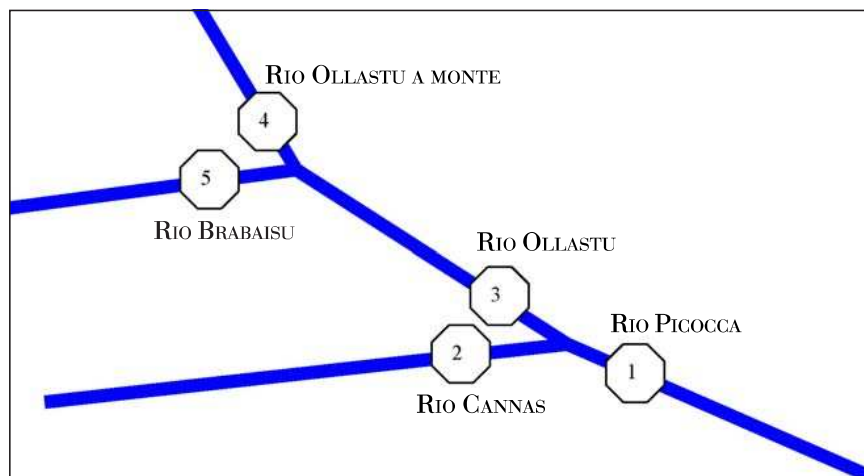 Rio Ollastu a monte
4
5
Rio Brabaisu
Rio Ollastu
3
Rio Picocca
2
1
Rio Cannas